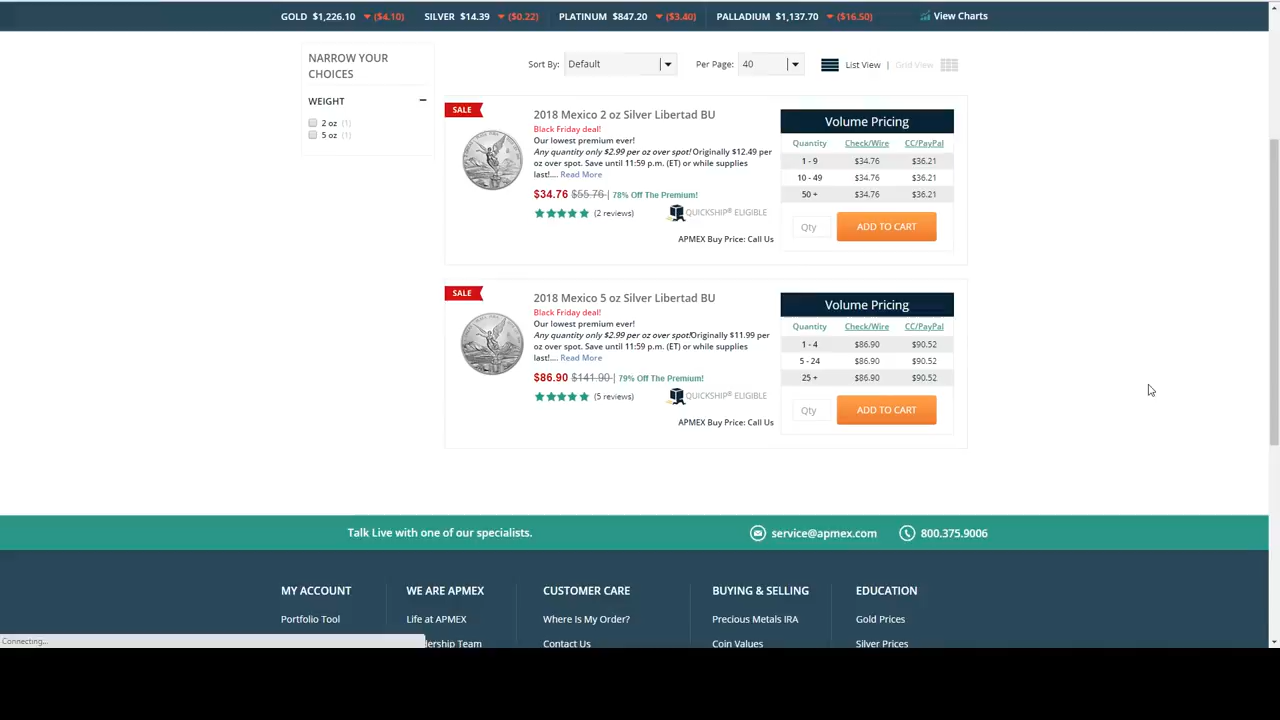 GOLD $1,226.10 ($4.10) SILVER $14.39 ($0.22) PLATINUM $847.20 ($3.40) PALLADIUM $1,137.70 ($16.50) View Charts
NARROW YOUR
CHOICES
WEIGHT
2 oz (1)
5 oz (1)
Sort By: Default Per Page: 40 List View | Grid View
SALE
2018 Mexico 2 oz Silver Libertad BU
Black Friday deal!
Our lowest premium ever!
Any quantity only $2.99 per oz over spot! Originally $12.49 per
oz over spot. Save until 11:59 p.m. (ET) or while supplies
last!.... Read More
$34.76 $55.76 | 78% Off The Premium!
(2 reviews) QUICKSHIP® ELIGIBLE
APMEX Buy Price: Call Us
Volume Pricing
Quantity Check/Wire CC/PayPal
1 - 9 $34.76 $36.21
10 - 49 $34.76 $36.21
50 + $34.76 $36.21
Qty ADD TO CART
SALE
2018 Mexico 5 oz Silver Libertad BU
Black Friday deal!
Our lowest premium ever!
Any quantity only $2.99 per oz over spot!Originally $11.99 per
oz over spot. Save until 11:59 p.m. (ET) or while supplies
last!.... Read More
$86.90 $141.90 | 79% Off The Premium!
(5 reviews) QUICKSHIP® ELIGIBLE
APMEX Buy Price: Call Us
Volume Pricing
Quantity Check/Wire CC/PayPal
1 - 4 $86.90 $90.52
5 - 24 $86.90 $90.52
25 + $86.90 $90.52
Qty ADD TO CART
Talk Live with one of our specialists. service@apmex.com 800.375.9006
MY ACCOUNT WE ARE APMEX CUSTOMER CARE BUYING & SELLING EDUCATION
Portfolio Tool Life at APMEX Where Is My Order? Precious Metals IRA Gold Prices
Connecting... dership Team Contact Us Coin Values Silver Prices